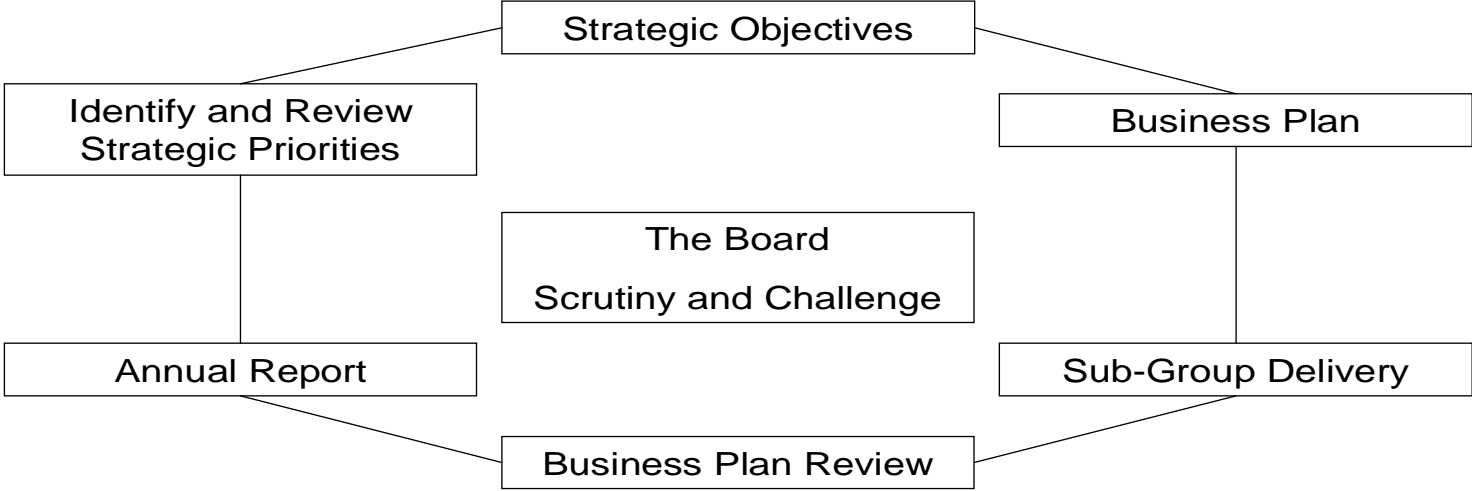 Strategic Objectives
Identify and Review
Strategic Priorities
Business Plan
The Board
Scrutiny and Challenge
Annual Report
Sub-Group Delivery
Business Plan Review